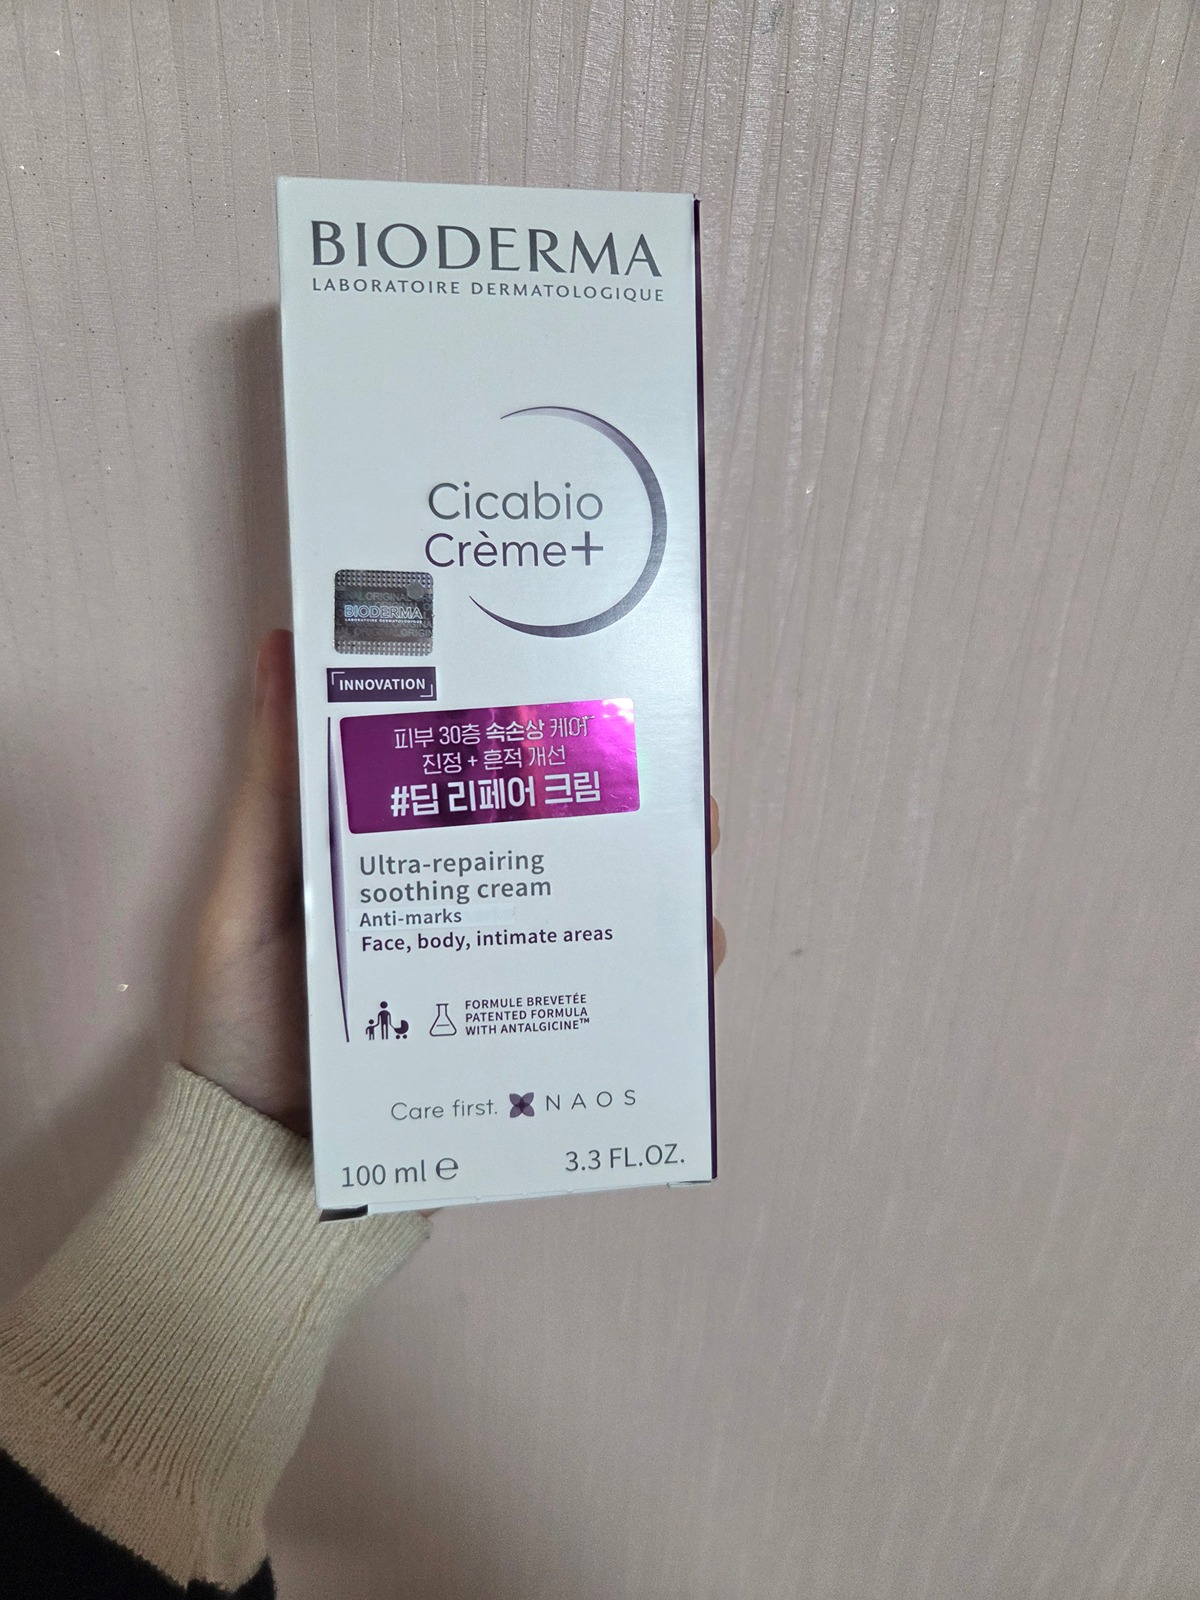 BIODERMA
LABORATOIRE DERMATOLOGIQUE
Cicabio
Crème+
BIODERMA
LABORATOIRE DERMATOLOGIQUE
INNOVATION
피부 30층 속손상 케어
진정 + 흔적 개선
#딥 리페어 크림
Ultra-repairing
soothing cream
Anti-marks
Face, body, intimate areas
FORMULE BREVETÉE
PATENTED FORMULA
WITH ANTALGICINE™
Care first. NAOS
100 ml ℮ 3.3 FL.OZ.